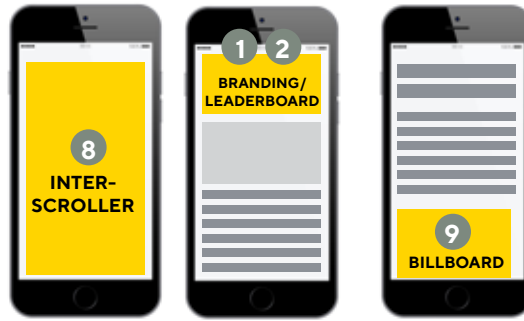 8
INTER-
SCROLLER
1 2
BRANDING/
LEADERBOARD
9
BILLBOARD